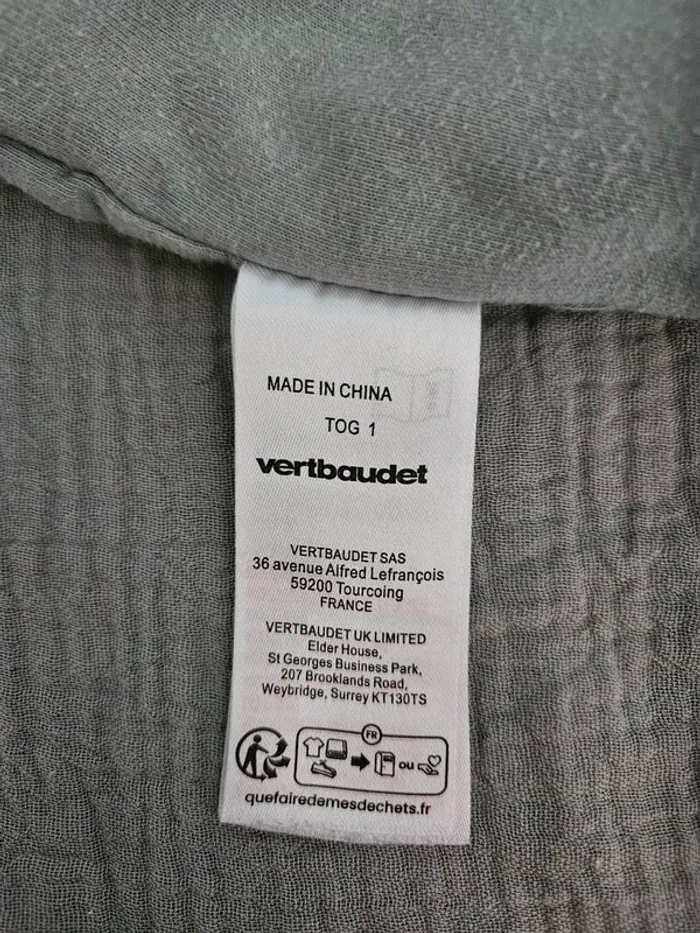 MADE IN CHINA
TOG 1
vertbaudet
VERTBAUDET SAS
36 avenue Alfred Lefrançois
59200 Tourcoing
FRANCE
VERTBAUDET UK LIMITED
Elder House,
St Georges Business Park,
207 Brooklands Road,
Weybridge, Surrey KT130TS
FR
ou
quefairedemesdechets.fr